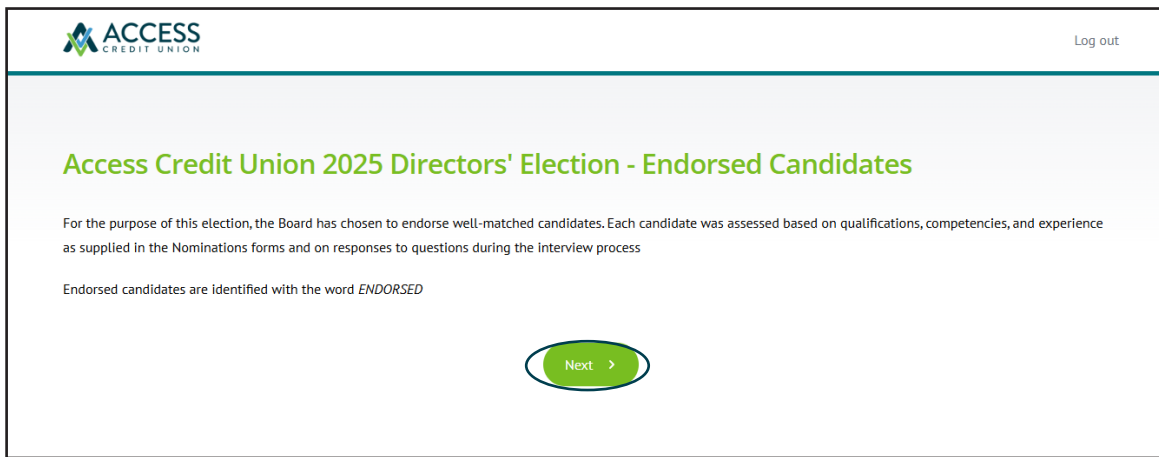 ACCESS
CREDIT UNION
Log out
Access Credit Union 2025 Directors' Election - Endorsed Candidates
For the purpose of this election, the Board has chosen to endorse well-matched candidates. Each candidate was assessed based on qualifications, competencies, and experience
as supplied in the Nominations forms and on responses to questions during the interview process
Endorsed candidates are identified with the word ENDORSED
Next